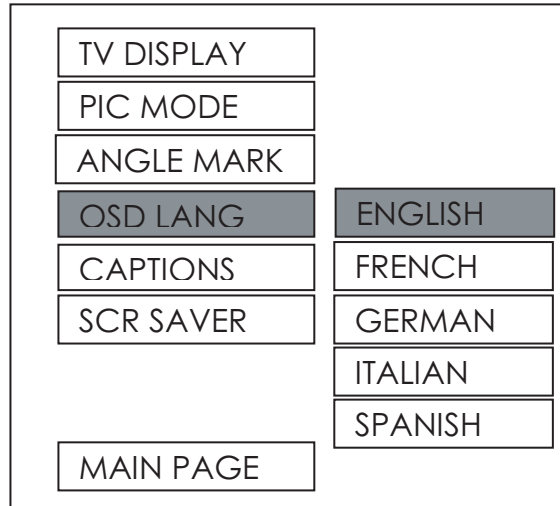 TV DISPLAY
PIC MODE
ANGLE MARK
OSD LANG
CAPTIONS
SCR SAVER
MAIN PAGE
ENGLISH
FRENCH
GERMAN
ITALIAN
SPANISH